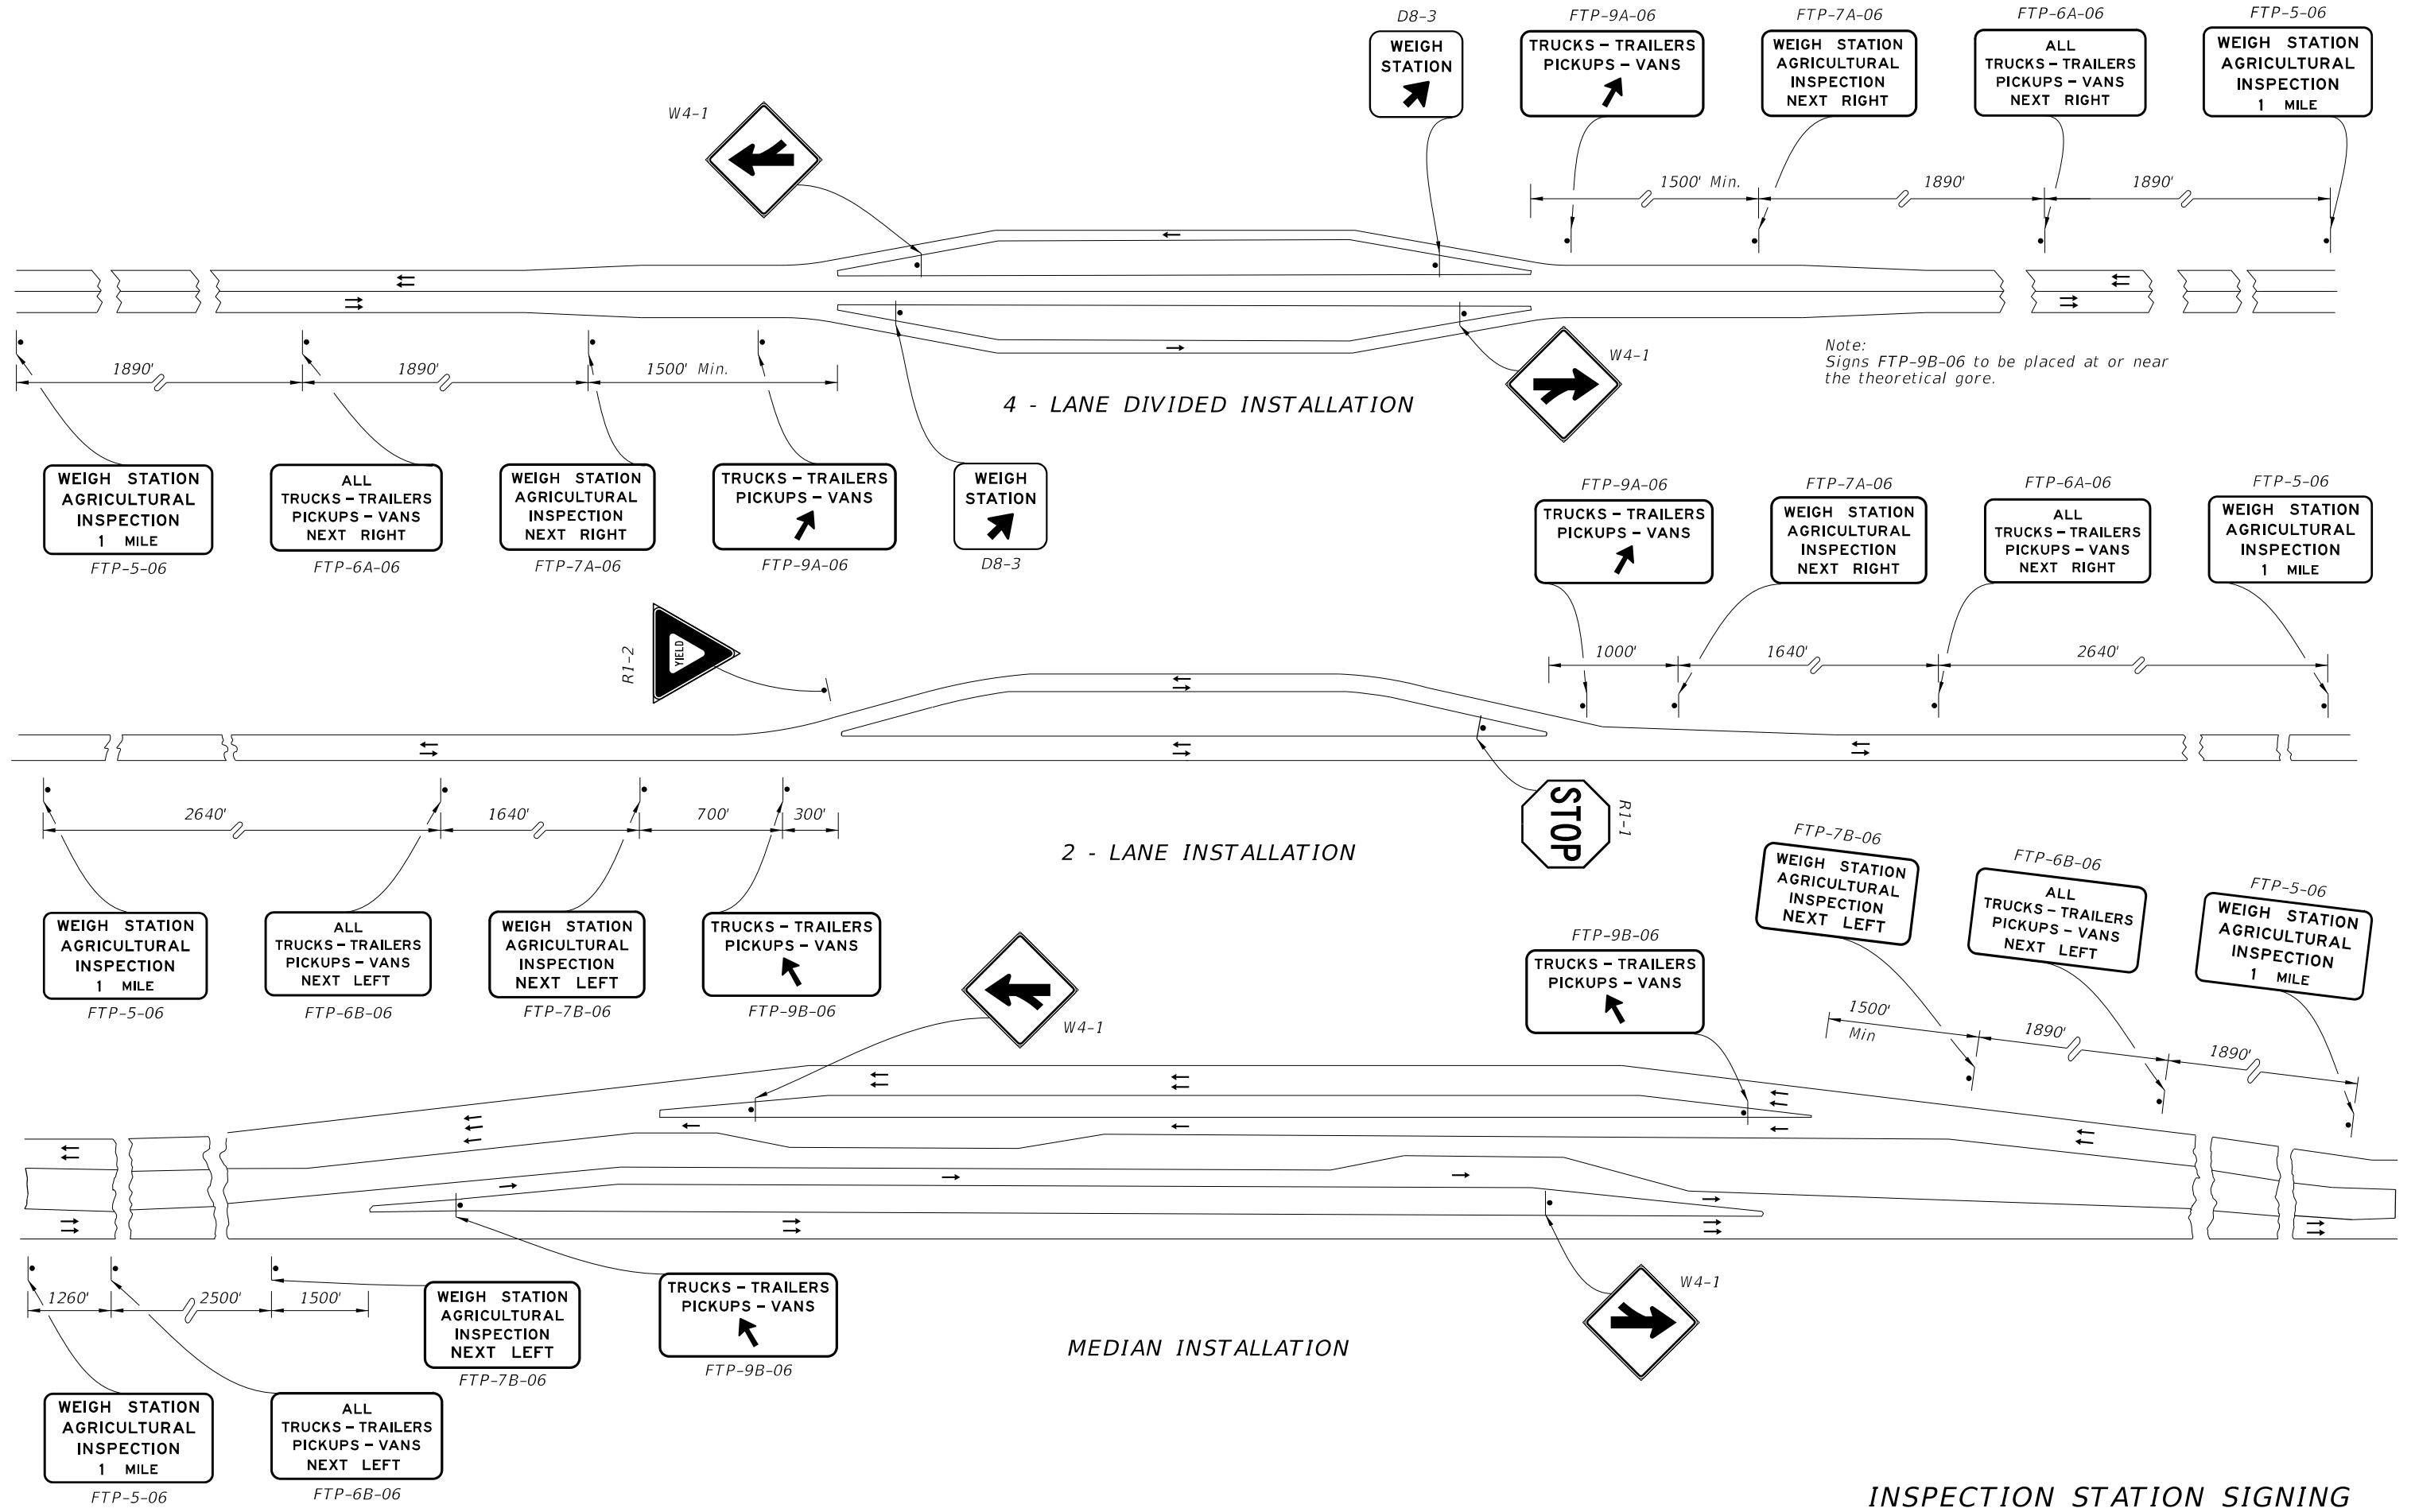 D8-3
WEIGH
STATION
FTP-9A-06
TRUCKS - TRAILERS
PICKUPS - VANS
FTP-7A-06
WEIGH STATION
AGRICULTURAL
INSPECTION
NEXT RIGHT
FTP-6A-06
ALL
TRUCKS - TRAILERS
PICKUPS - VANS
NEXT RIGHT
FTP-5-06
WEIGH STATION
AGRICULTURAL
INSPECTION
1 MILE
W4-1
1500' Min.
1890'
1890'
1890'
1890'
1500' Min.
W4-1
Note:
Signs FTP-9B-06 to be placed at or near
the theoretical gore.
4 - LANE DIVIDED INSTALLATION
WEIGH STATION
AGRICULTURAL
INSPECTION
1 MILE
FTP-5-06
ALL
TRUCKS - TRAILERS
PICKUPS - VANS
NEXT RIGHT
FTP-6A-06
WEIGH STATION
AGRICULTURAL
INSPECTION
NEXT RIGHT
FTP-7A-06
TRUCKS - TRAILERS
PICKUPS - VANS
FTP-9A-06
WEIGH
STATION
D8-3
FTP-9A-06
TRUCKS - TRAILERS
PICKUPS - VANS
FTP-7A-06
WEIGH STATION
AGRICULTURAL
INSPECTION
NEXT RIGHT
FTP-6A-06
ALL
TRUCKS - TRAILERS
PICKUPS - VANS
NEXT RIGHT
FTP-5-06
WEIGH STATION
AGRICULTURAL
INSPECTION
1 MILE
R1-2
YIELD
1000'
1640'
2640'
2640'
1640'
700'
300'
STOP
R1-1
2 - LANE INSTALLATION
WEIGH STATION
AGRICULTURAL
INSPECTION
1 MILE
FTP-5-06
ALL
TRUCKS - TRAILERS
PICKUPS - VANS
NEXT LEFT
FTP-6B-06
WEIGH STATION
AGRICULTURAL
INSPECTION
NEXT LEFT
FTP-7B-06
TRUCKS - TRAILERS
PICKUPS - VANS
FTP-9B-06
W4-1
FTP-9B-06
TRUCKS - TRAILERS
PICKUPS - VANS
FTP-7B-06
WEIGH STATION
AGRICULTURAL
INSPECTION
NEXT LEFT
FTP-6B-06
ALL
TRUCKS - TRAILERS
PICKUPS - VANS
NEXT LEFT
FTP-5-06
WEIGH STATION
AGRICULTURAL
INSPECTION
1 MILE
1500'
Min
1890'
1890'
1260'
2500'
1500'
WEIGH STATION
AGRICULTURAL
INSPECTION
NEXT LEFT
FTP-7B-06
TRUCKS - TRAILERS
PICKUPS - VANS
FTP-9B-06
W4-1
MEDIAN INSTALLATION
WEIGH STATION
AGRICULTURAL
INSPECTION
1 MILE
FTP-5-06
ALL
TRUCKS - TRAILERS
PICKUPS - VANS
NEXT LEFT
FTP-6B-06
INSPECTION STATION SIGNING